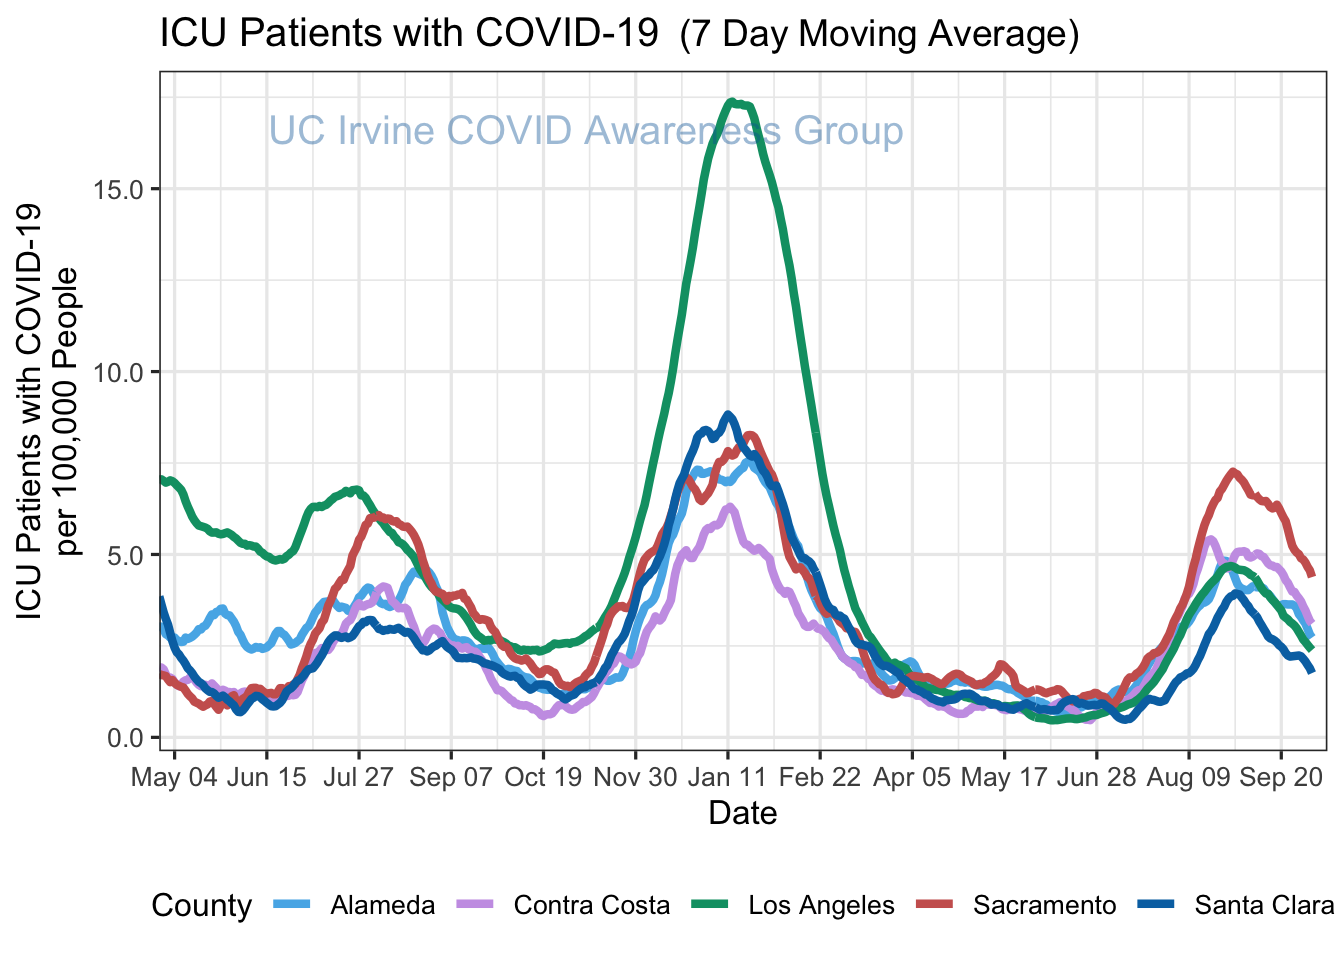 ICU Patients with COVID-19  (7 Day Moving Average)
UC Irvine COVID Awareness Group
ICU Patients with COVID-19
per 100,000 People
15.0
10.0
5.0
0.0
May 04 Jun 15 Jul 27 Sep 07 Oct 19 Nov 30 Jan 11 Feb 22 Apr 05 May 17 Jun 28 Aug 09 Sep 20
Date
County Alameda Contra Costa Los Angeles Sacramento Santa Clara